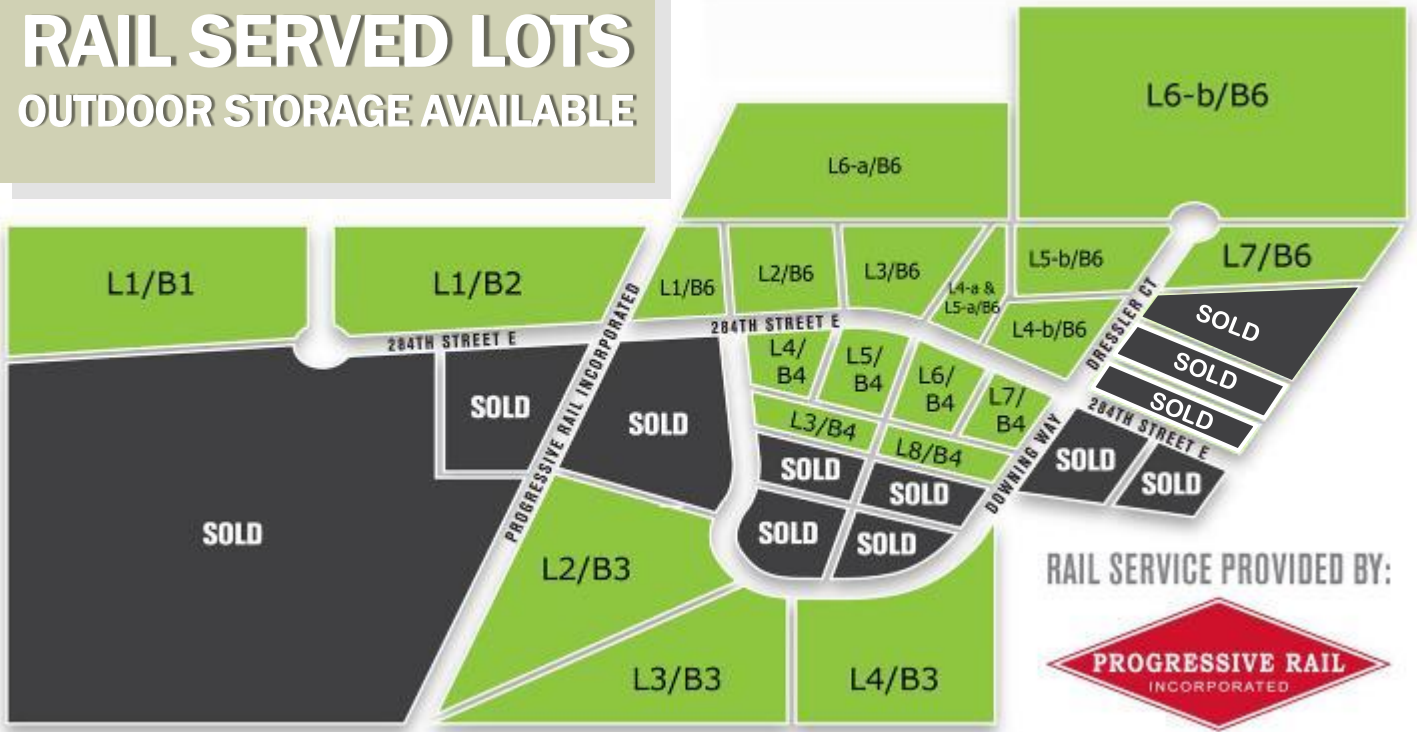 RAIL SERVED LOTS
OUTDOOR STORAGE AVAILABLE
L6-b/B6
L6-a/B6
L1/B1
L1/B2
L1/B6
L2/B6
L3/B6
L4-a &
L5-a/B6
L5-b/B6
L4-b/B6
L7/B6
284TH STREET E
PROGRESSIVE RAIL INCORPORATED
284TH STREET E
DRESSLER CT
SOLD
SOLD
SOLD
284TH STREET E
L4/
B4
L5/
B4
L6/
B4
L7/
B4
L3/B4
L8/B4
DOWNING WAY
SOLD
SOLD
SOLD
SOLD
SOLD
SOLD
SOLD
SOLD
SOLD
L2/B3
L3/B3
L4/B3
RAIL SERVICE PROVIDED BY:
PROGRESSIVE RAIL
INCORPORATED